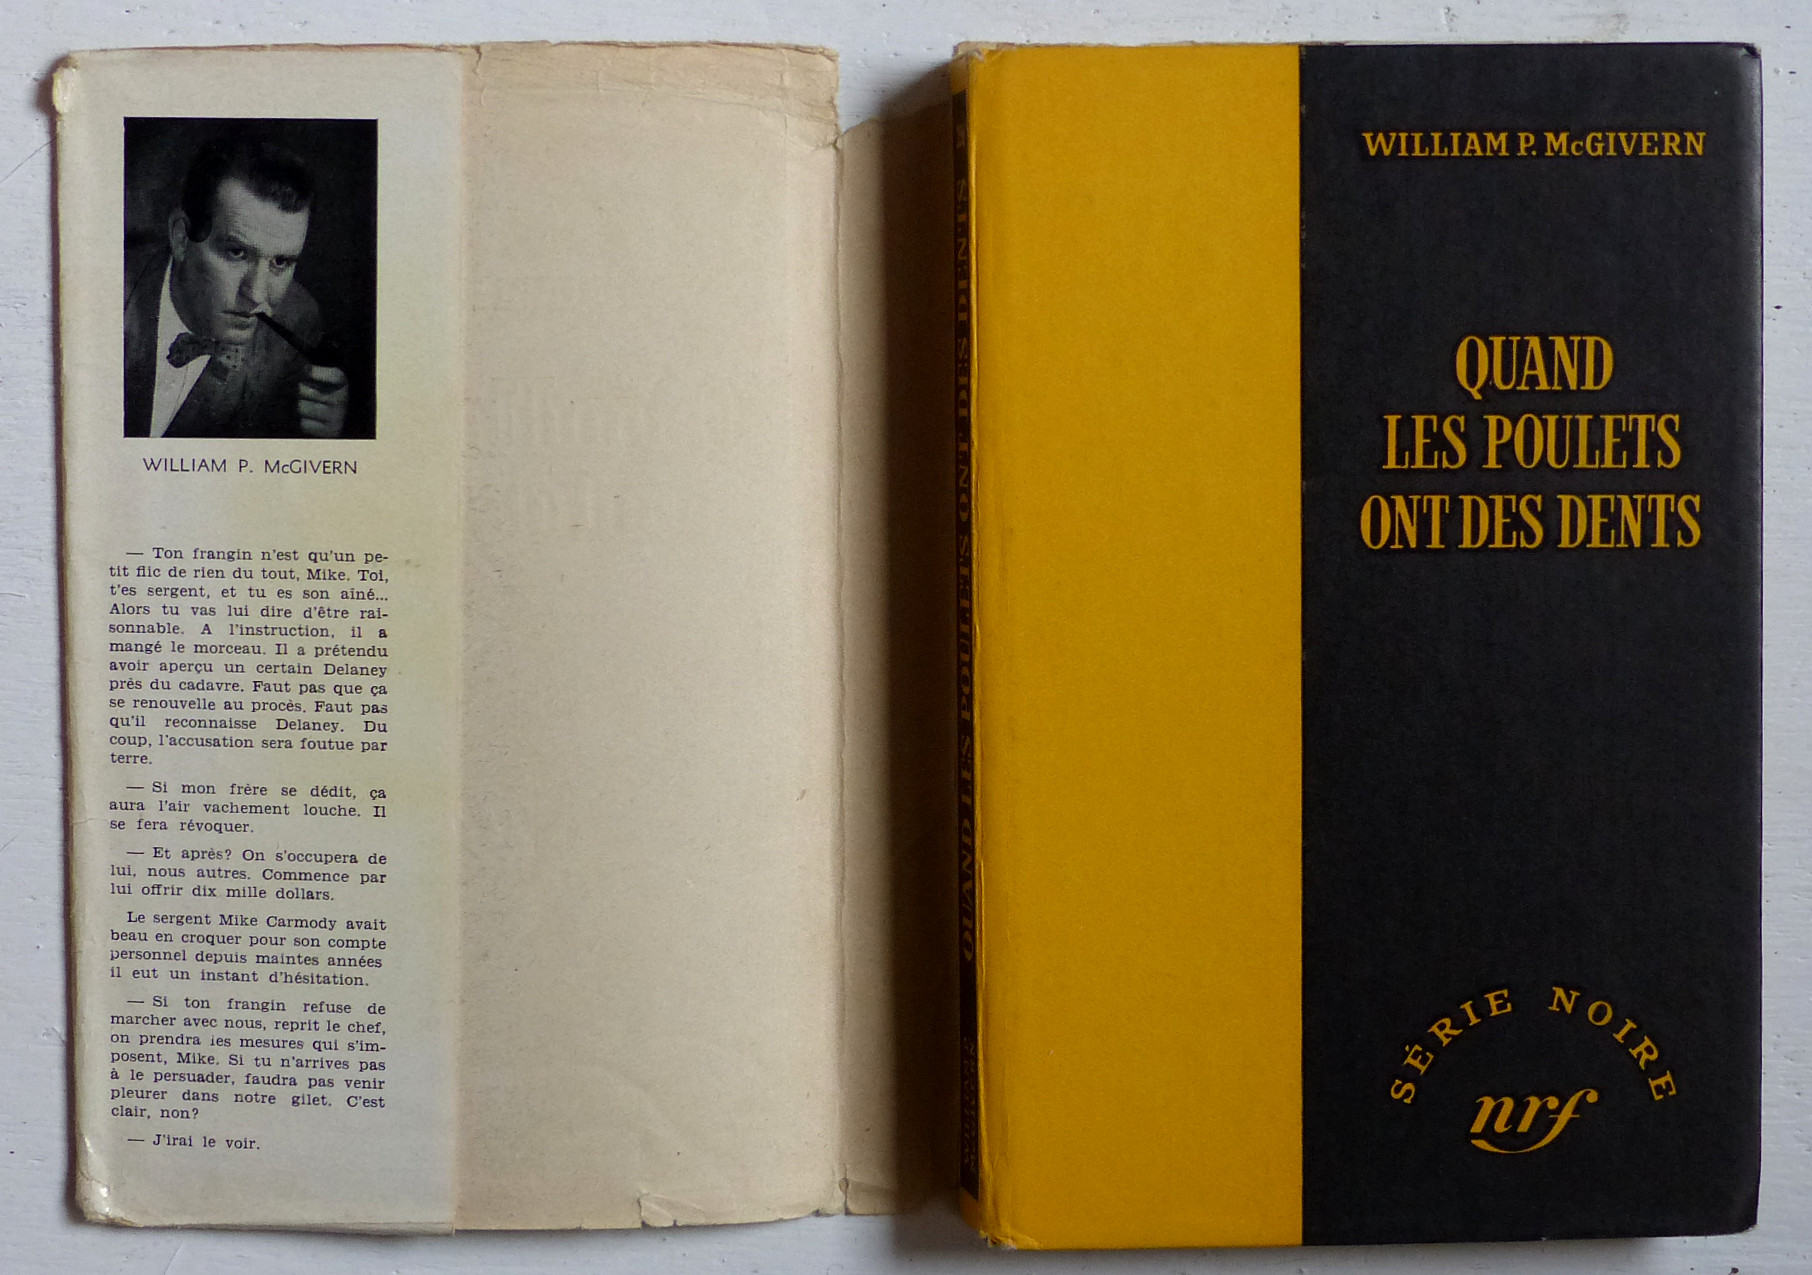 WILLIAM P. McGIVERN
— Ton frangin n'est qu'un pe-
tit flic de rien du tout, Mike. Toi,
t'es sergent, et tu es son aîné...
Alors tu vas lui dire d'être rai-
sonnable. A l'instruction, il a
mangé le morceau. Il a prétendu
avoir aperçu un certain Delaney
près du cadavre. Faut pas que ça
se renouvelle au procès. Faut pas
qu'il reconnaisse Delaney. Du
coup, l'accusation sera foutue par
terre.
— Si mon frère se dédit, ça
aura l'air vachement louche. Il
se fera révoquer.
— Et après? On s'occupera de
lui, nous autres. Commence par
lui offrir dix mille dollars.
Le sergent Mike Carmody avait
beau en croquer pour son compte
personnel depuis maintes années
il eut un instant d'hésitation.
— Si ton frangin refuse de
marcher avec nous, reprit le chef,
on prendra les mesures qui s'im-
posent, Mike. Si tu n'arrives pas
à le persuader, faudra pas venir
pleurer dans notre gilet. C'est
clair, non?
— J'irai le voir.
QUAND LES POULETS ONT DES DENTS
WILLIAM P. McGIVERN
QUAND
LES POULETS
ONT DES DENTS
SÉRIE NOIRE
nrf